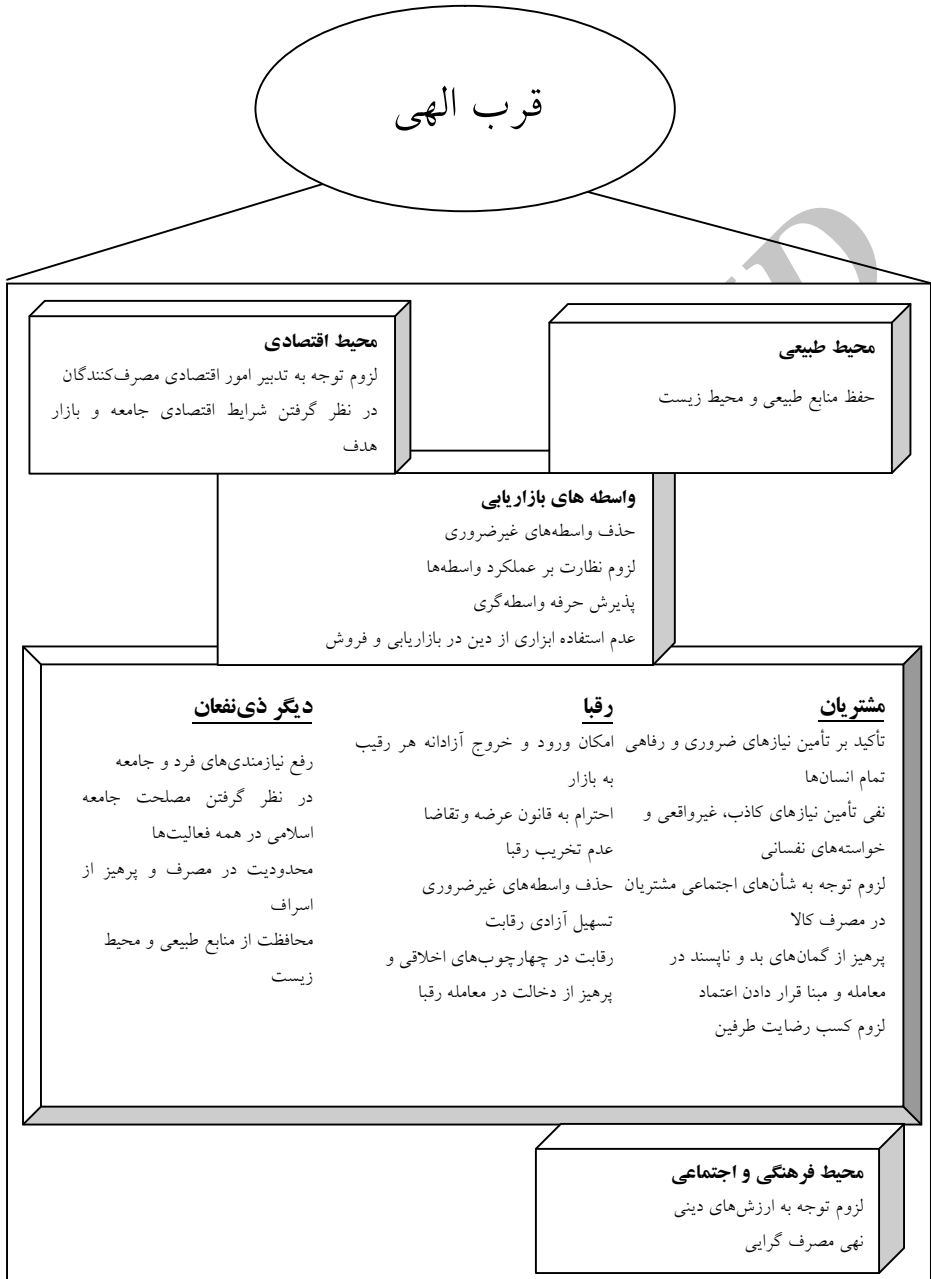 قرب الهی
محیط طبیعی
حفظ منابع طبیعی و محیط زیست
محیط اقتصادی
لزوم توجه به تدبیر امور اقتصادی مصرف‌کنندگان
در نظر گرفتن شرایط اقتصادی جامعه و بازار
هدف
واسطه های بازاریابی
حذف واسطه‌های غیرضروری
لزوم نظارت بر عملکرد واسطه‌ها
پذیرش حرفه واسطه‌گری
عدم استفاده ابزاری از دین در بازاریابی و فروش
مشتریان
تأکید بر تأمین نیازهای ضروری و رفاهی
تمام انسان‌ها
نفی تأمین نیازهای کاذب، غیرواقعی و
خواسته‌های نفسانی
لزوم توجه به شأن‌های اجتماعی مشتریان
در مصرف کالا
پرهیز از گمان‌های بد و ناپسند در
معامله و مبنا قرار دادن اعتماد
لزوم کسب رضایت طرفین
رقبا
امکان ورود و خروج آزادانه هر رقیب
به بازار
احترام به قانون عرضه وتقاضا
عدم تخریب رقبا
حذف واسطه‌های غیرضروری
تسهیل آزادی رقابت
رقابت در چهارچوب‌های اخلاقی و
پرهیز از دخالت در معامله رقبا
دیگر ذی‌نفعان
رفع نیازمندی‌های فرد و جامعه
در نظر گرفتن مصلحت جامعه
اسلامی در همه فعالیت‌ها
محدودیت در مصرف و پرهیز از
اسراف
محافظت از منابع طبیعی و محیط
زیست
محیط فرهنگی و اجتماعی
لزوم توجه به ارزش‌های دینی
نهی مصرف گرایی